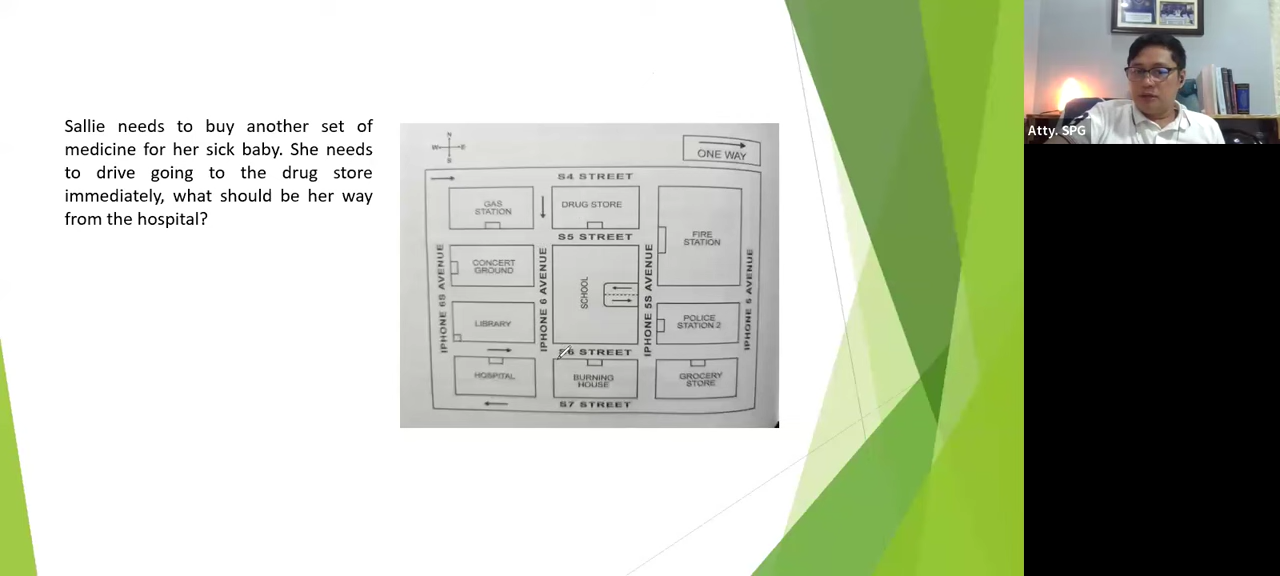 Sallie needs to buy another set of
medicine for her sick baby. She needs
to drive going to the drug store
immediately, what should be her way
from the hospital?
N
W E
S
ONE WAY
S4 STREET
GAS
STATION
DRUG STORE
FIRE
STATION
S5 STREET
IPHONE 6S AVENUE
CONCERT
GROUND
IPHONE 6 AVENUE
SCHOOL
IPHONE 5S AVENUE
IPHONE 5 AVENUE
LIBRARY
POLICE
STATION 2
S6 STREET
HOSPITAL
BURNING
HOUSE
GROCERY
STORE
S7 STREET
Atty. SPG